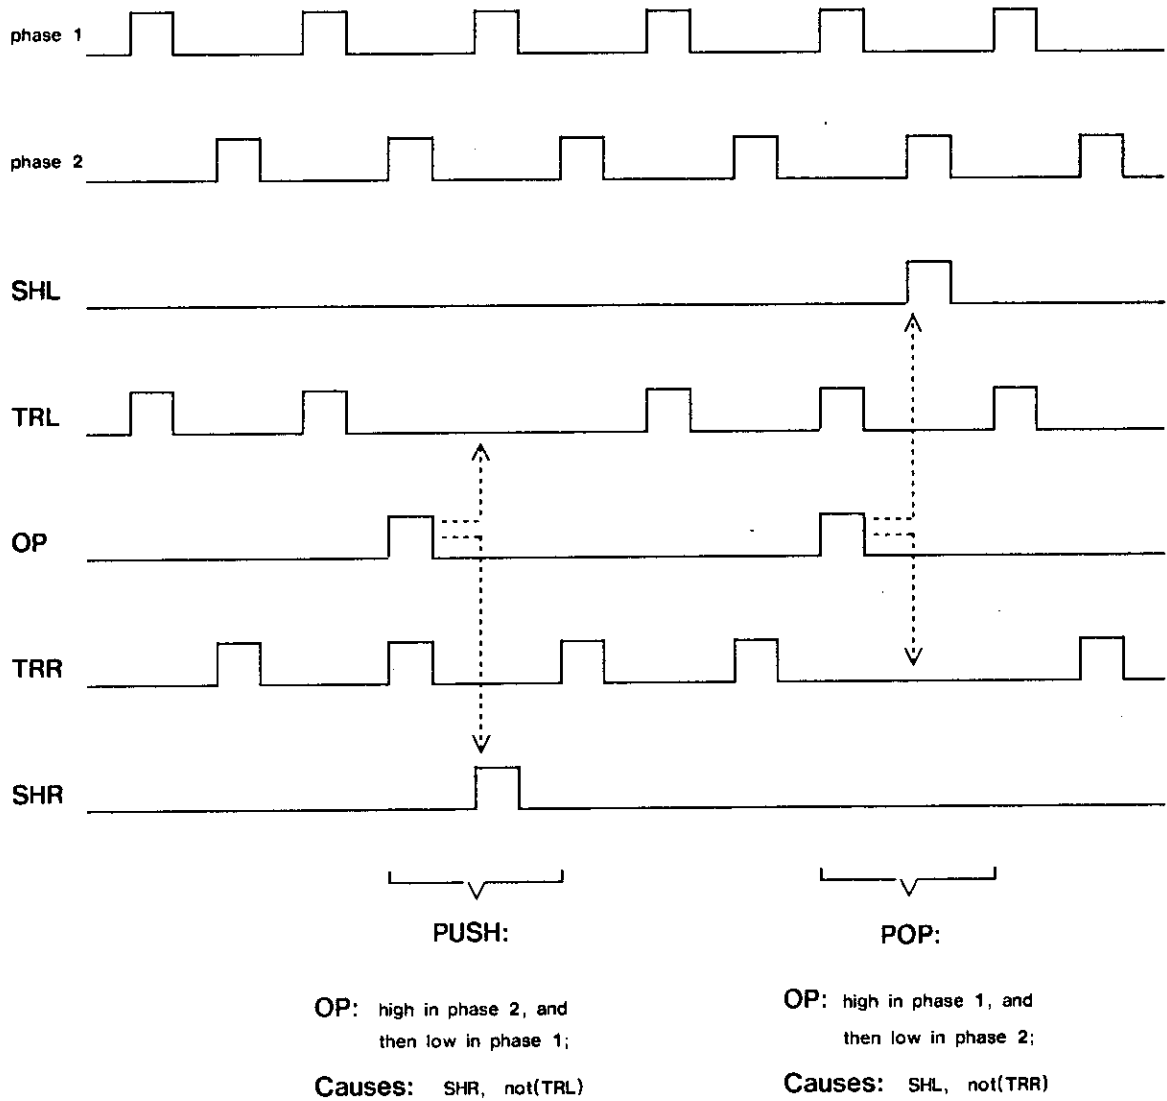 phase 1
phase 2
SHL
TRL
OP
TRR
SHR
PUSH:
OP: high in phase 2, and
then low in phase 1;
Causes: SHR, not(TRL)
POP:
OP: high in phase 1, and
then low in phase 2;
Causes: SHL, not(TRR)